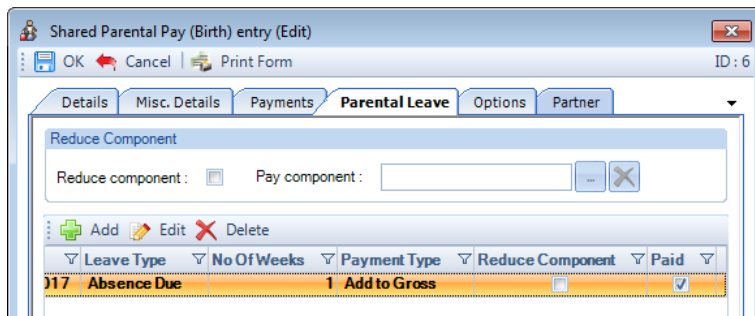 Shared Parental Pay (Birth) entry (Edit)
OK Cancel Print Form ID : 6
Details Misc. Details Payments Parental Leave Options Partner
Reduce Component
Reduce component : Pay component : ...
Add Edit Delete
Leave Type No Of Weeks Payment Type Reduce Component Paid
017 Absence Due 1 Add to Gross